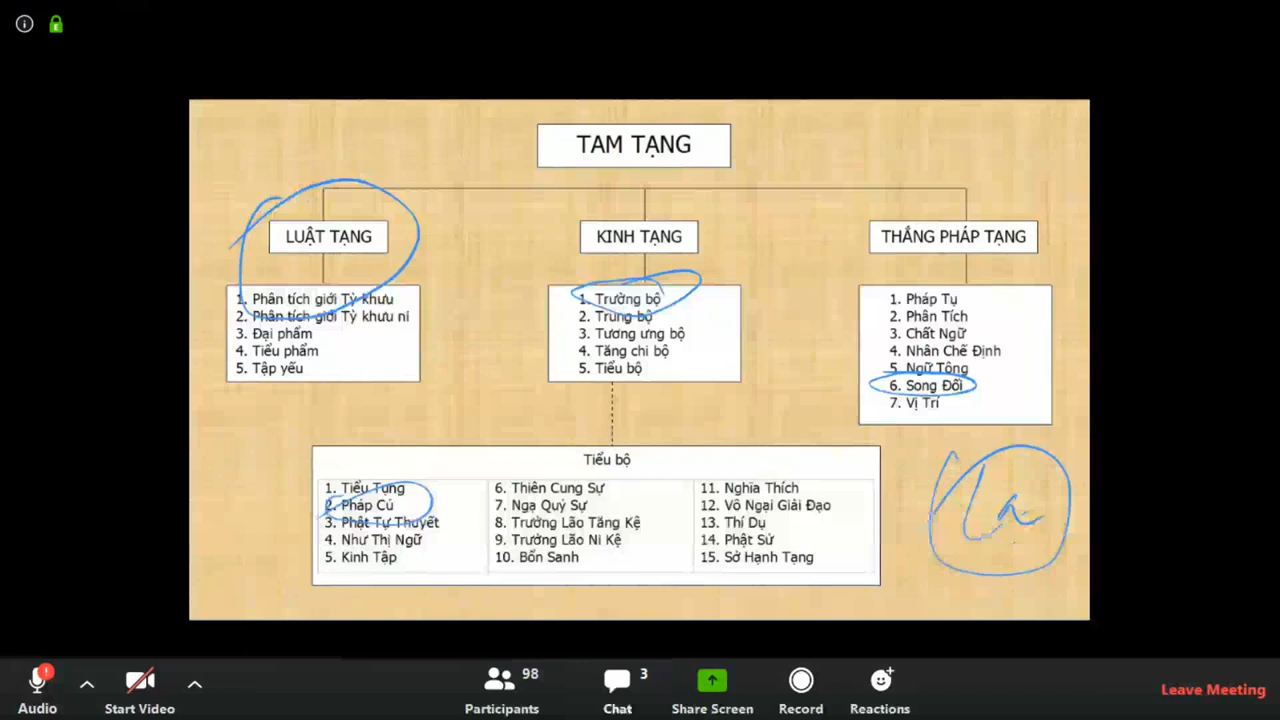 TAM TẠNG
LUẬT TẠNG
1. Phân tích giới Tỳ khưu
2. Phân tích giới Tỳ khưu ni
3. Đại phẩm
4. Tiểu phẩm
5. Tập yếu
KINH TẠNG
1. Trường bộ
2. Trung bộ
3. Tương ưng bộ
4. Tăng chi bộ
5. Tiểu bộ
THẮNG PHÁP TẠNG
1. Pháp Tụ
2. Phân Tích
3. Chất Ngữ
4. Nhân Chế Định
5. Ngữ Tông
6. Song Đối
7. Vị Trí
Tiểu bộ
1. Tiểu Tụng
2. Pháp Cú
3. Phật Tự Thuyết
4. Như Thị Ngữ
5. Kinh Tập
6. Thiên Cung Sự
7. Ngạ Quỷ Sự
8. Trưởng Lão Tăng Kệ
9. Trưởng Lão Ni Kệ
10. Bổn Sanh
11. Nghĩa Thích
12. Vô Ngại Giải Đạo
13. Thí Dụ
14. Phật Sử
15. Sở Hạnh Tạng
Audio
Start Video
98
Participants
3
Chat
Share Screen
Record
Reactions
Leave Meeting